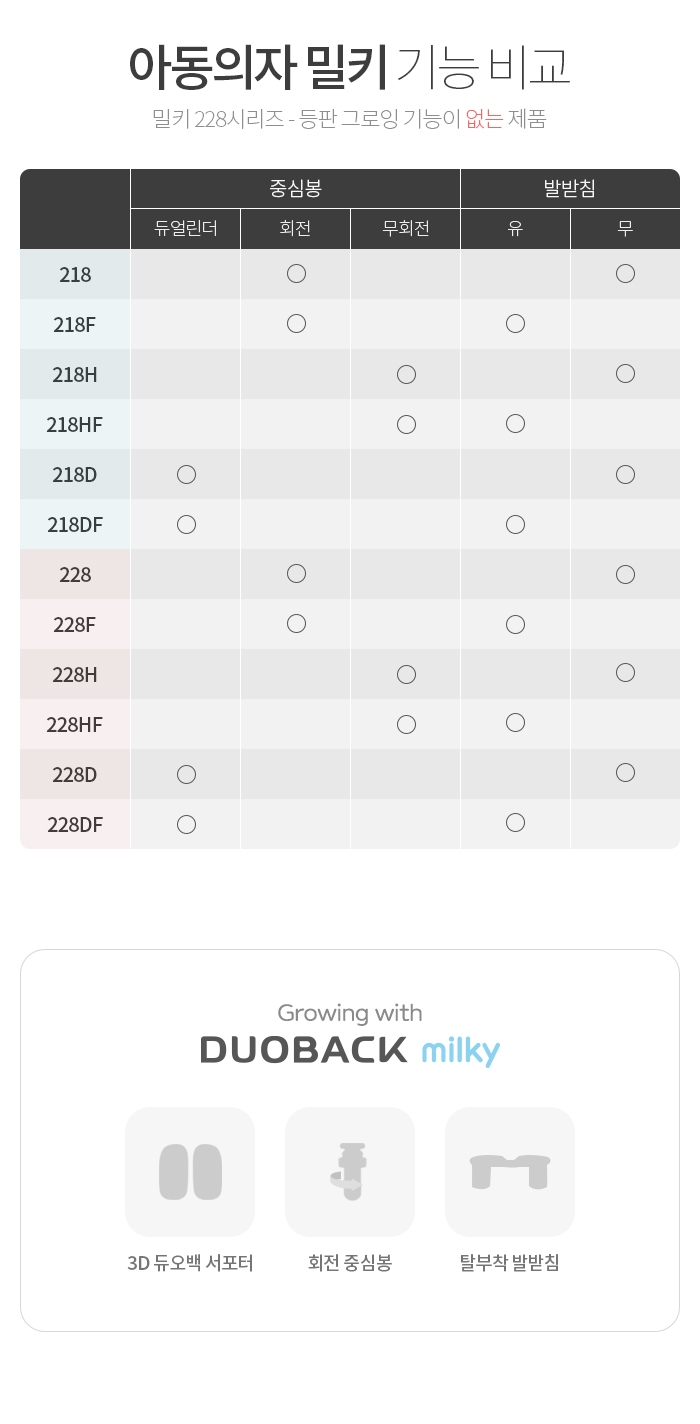 아동의자 밀키 기능 비교
밀키 228시리즈 - 등판 그로잉 기능이 없는 제품
중심봉 발받침
듀얼린더 회전 무회전 유 무
218 ○ ○
218F ○ ○
218H ○ ○
218HF ○ ○
218D ○ ○
218DF ○ ○
228 ○ ○
228F ○ ○
228H ○ ○
228HF ○ ○
228D ○ ○
228DF ○ ○
Growing with
DUOBACK milky
3D 듀오백 서포터 회전 중심봉 탈부착 발받침